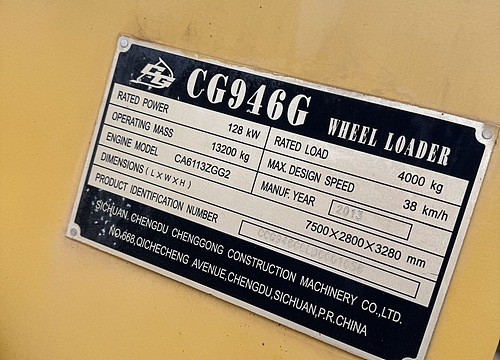 CG CG946G WHEEL LOADER
RATED POWER 128 kW RATED LOAD 4000 kg
OPERATING MASS 13200 kg MAX. DESIGN SPEED 38 km/h
ENGINE MODEL CA6113ZGG2 MANUF. YEAR 2013
DIMENSIONS (L×W×H) 7500×2800×3280 mm
PRODUCT IDENTIFICATION NUMBER
SICHUAN. CHENGDU CHENGGONG CONSTRUCTION MACHINERY CO.,LTD.
No.668,QICHECHENG AVENUE,CHENGDU,SICHUAN,P.R.CHINA